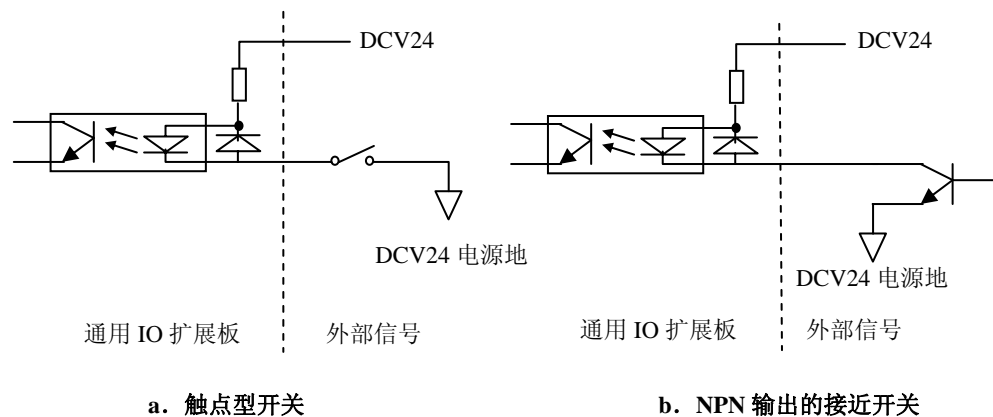 DCV24
DCV24 电源地
通用 IO 扩展板
外部信号
a．触点型开关
DCV24
DCV24 电源地
通用 IO 扩展板
外部信号
b．NPN 输出的接近开关